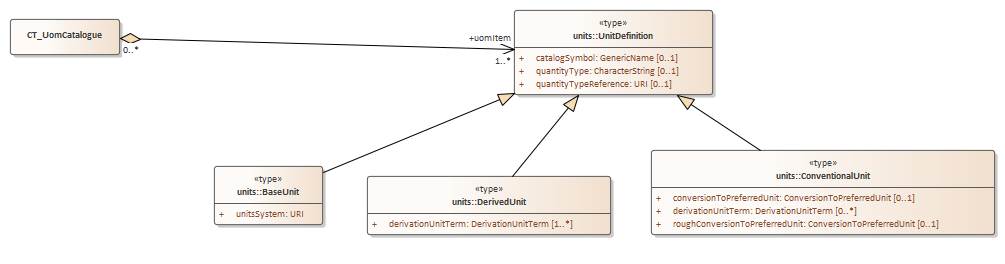 CT_UomCatalogue
0..*
+uomItem
1..*
«type»
units::UnitDefinition
+ catalogSymbol: GenericName [0..1]
+ quantityType: CharacterString [0..1]
+ quantityTypeReference: URI [0..1]
«type»
units::BaseUnit
+ unitsSystem: URI
«type»
units::DerivedUnit
+ derivationUnitTerm: DerivationUnitTerm [1..*]
«type»
units::ConventionalUnit
+ conversionToPreferredUnit: ConversionToPreferredUnit [0..1]
+ derivationUnitTerm: DerivationUnitTerm [0..*]
+ roughConversionToPreferredUnit: ConversionToPreferredUnit [0..1]